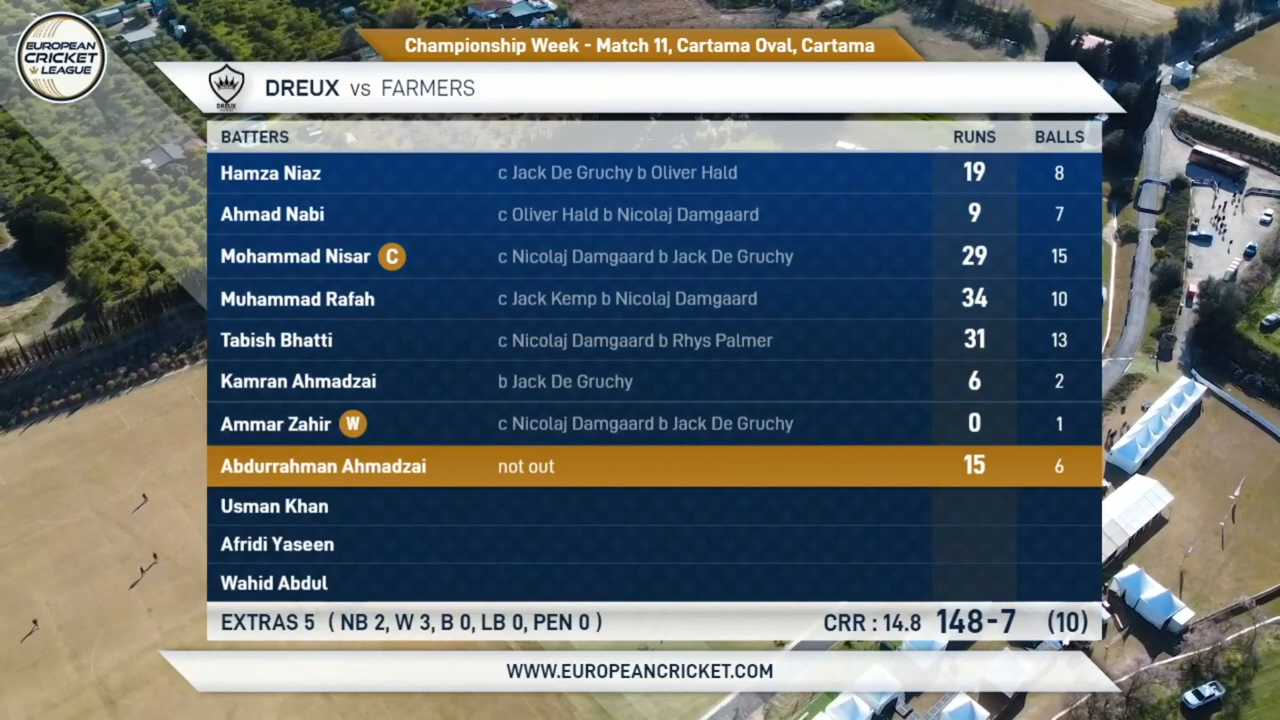 EUROPEAN
CRICKET
LEAGUE
Championship Week - Match 11, Cartama Oval, Cartama
DREUX
DREUX vs FARMERS
BATTERS RUNS BALLS
Hamza Niaz c Jack De Gruchy b Oliver Hald 19 8
Ahmad Nabi c Oliver Hald b Nicolaj Damgaard 9 7
Mohammad Nisar C c Nicolaj Damgaard b Jack De Gruchy 29 15
Muhammad Rafah c Jack Kemp b Nicolaj Damgaard 34 10
Tabish Bhatti c Nicolaj Damgaard b Rhys Palmer 31 13
Kamran Ahmadzai b Jack De Gruchy 6 2
Ammar Zahir W c Nicolaj Damgaard b Jack De Gruchy 0 1
Abdurrahman Ahmadzai not out 15 6
Usman Khan
Afridi Yaseen
Wahid Abdul
EXTRAS 5 ( NB 2, W 3, B 0, LB 0, PEN 0 ) CRR : 14.8 148-7 (10)
WWW.EUROPEANCRICKET.COM